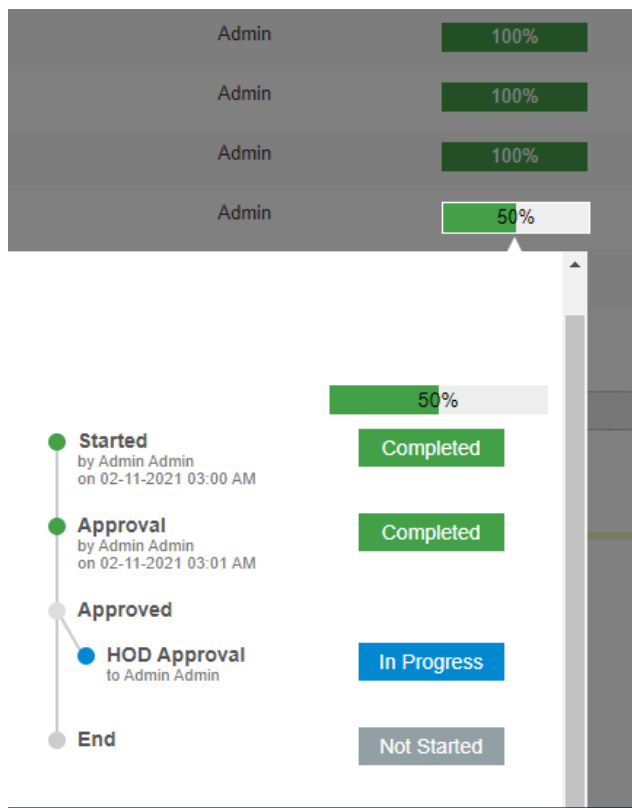 Admin 100%
Admin 100%
Admin 100%
Admin 50%
50%
Started Completed
by Admin Admin
on 02-11-2021 03:00 AM
Approval Completed
by Admin Admin
on 02-11-2021 03:01 AM
Approved
HOD Approval In Progress
to Admin Admin
End Not Started